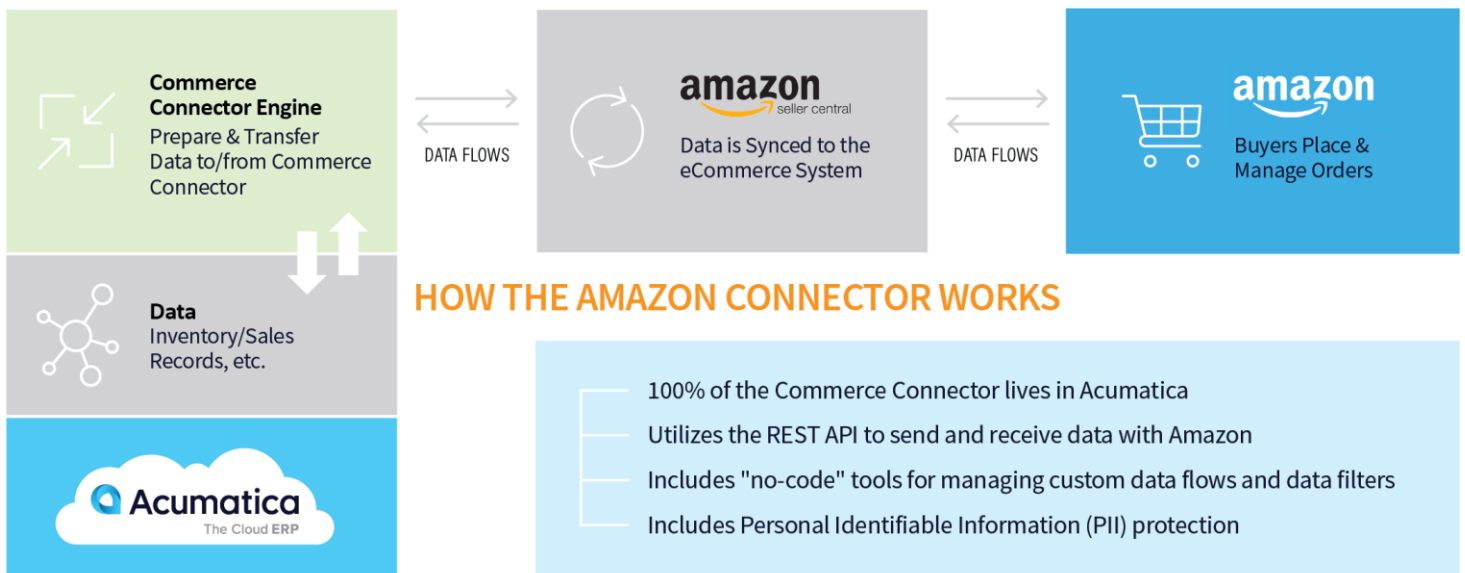 Commerce
Connector Engine
Prepare & Transfer
Data to/from Commerce
Connector
DATA FLOWS
amazon
seller central
Data is Synced to the
eCommerce System
DATA FLOWS
amazon
Buyers Place &
Manage Orders
Data
Inventory/Sales
Records, etc.
HOW THE AMAZON CONNECTOR WORKS
100% of the Commerce Connector lives in Acumatica
Utilizes the REST API to send and receive data with Amazon
Includes "no-code" tools for managing custom data flows and data filters
Includes Personal Identifiable Information (PII) protection
Acumatica
The Cloud ERP